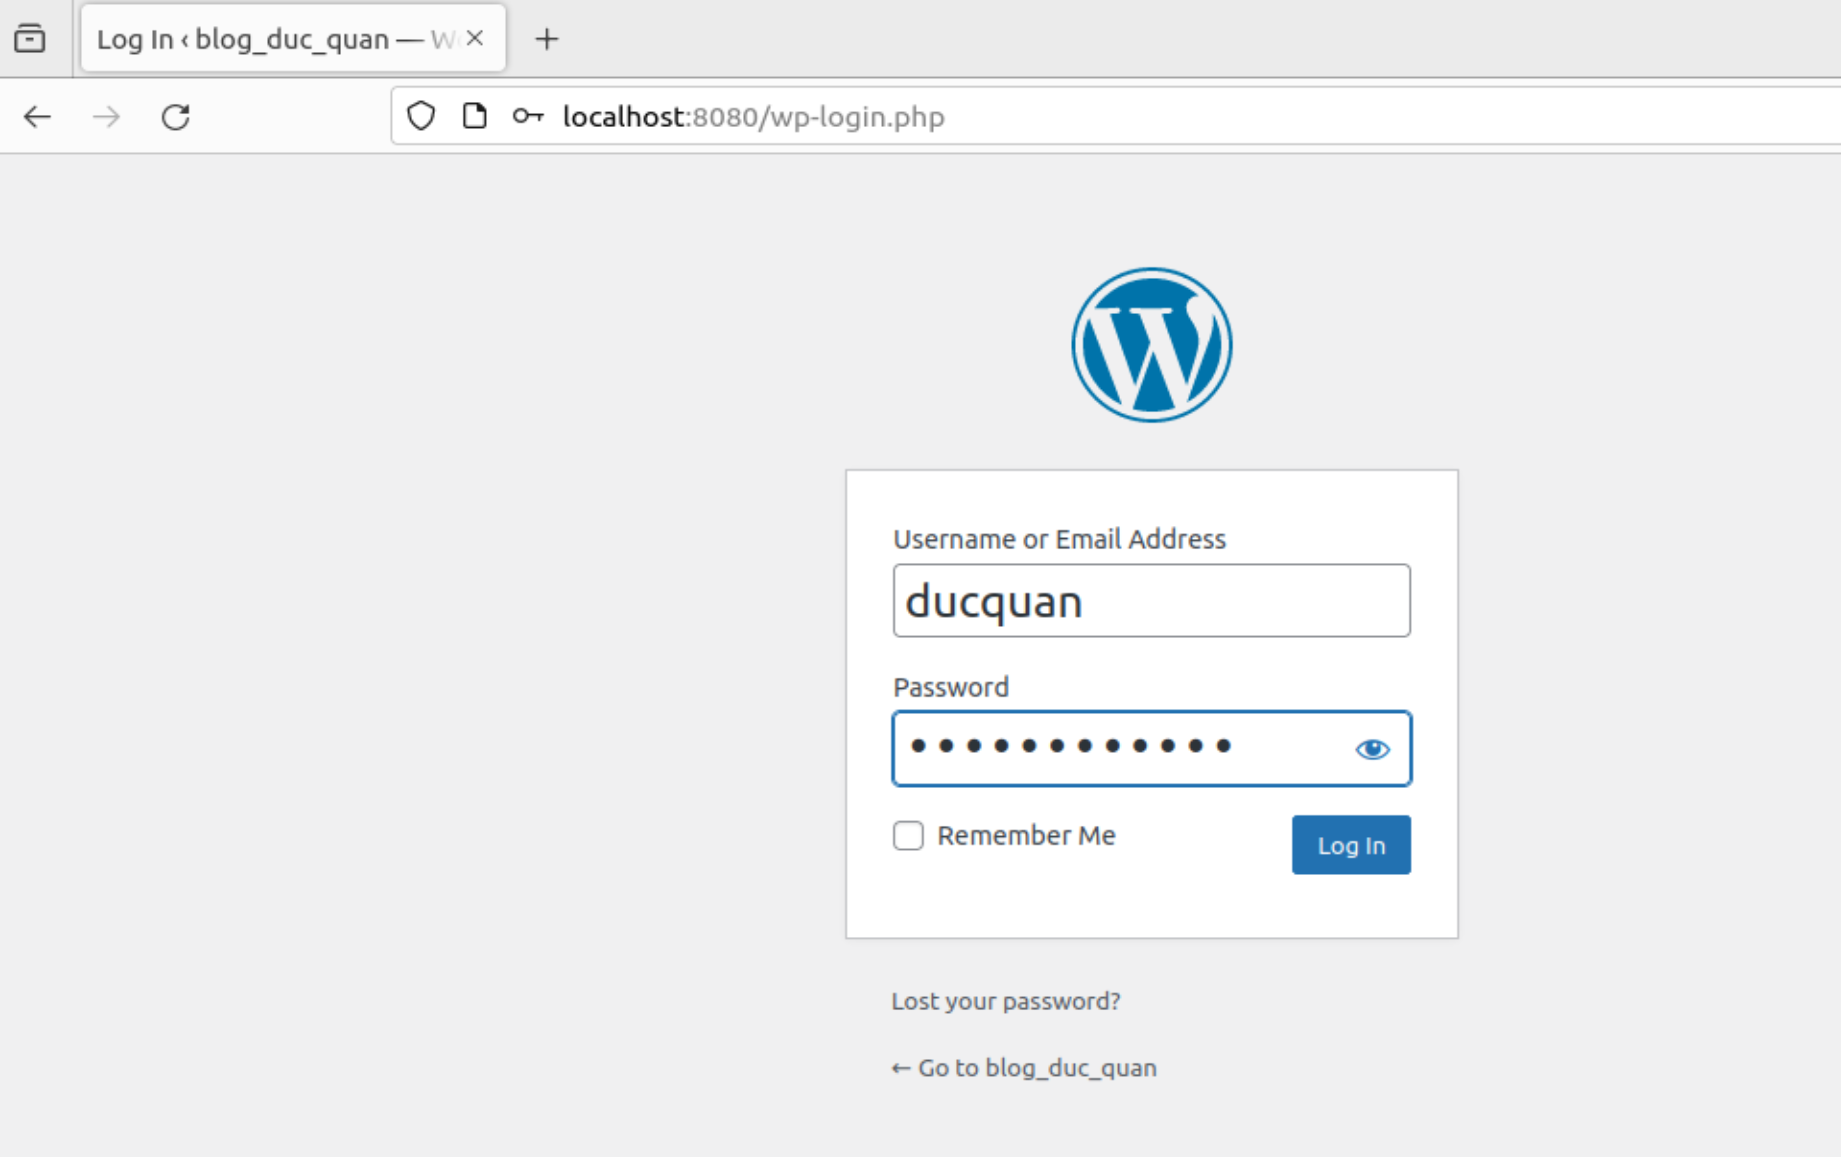 Log In ‹ blog_duc_quan — W
localhost:8080/wp-login.php
Username or Email Address
ducquan
Password
••••••••••••
Remember Me
Log In
Lost your password?
← Go to blog_duc_quan